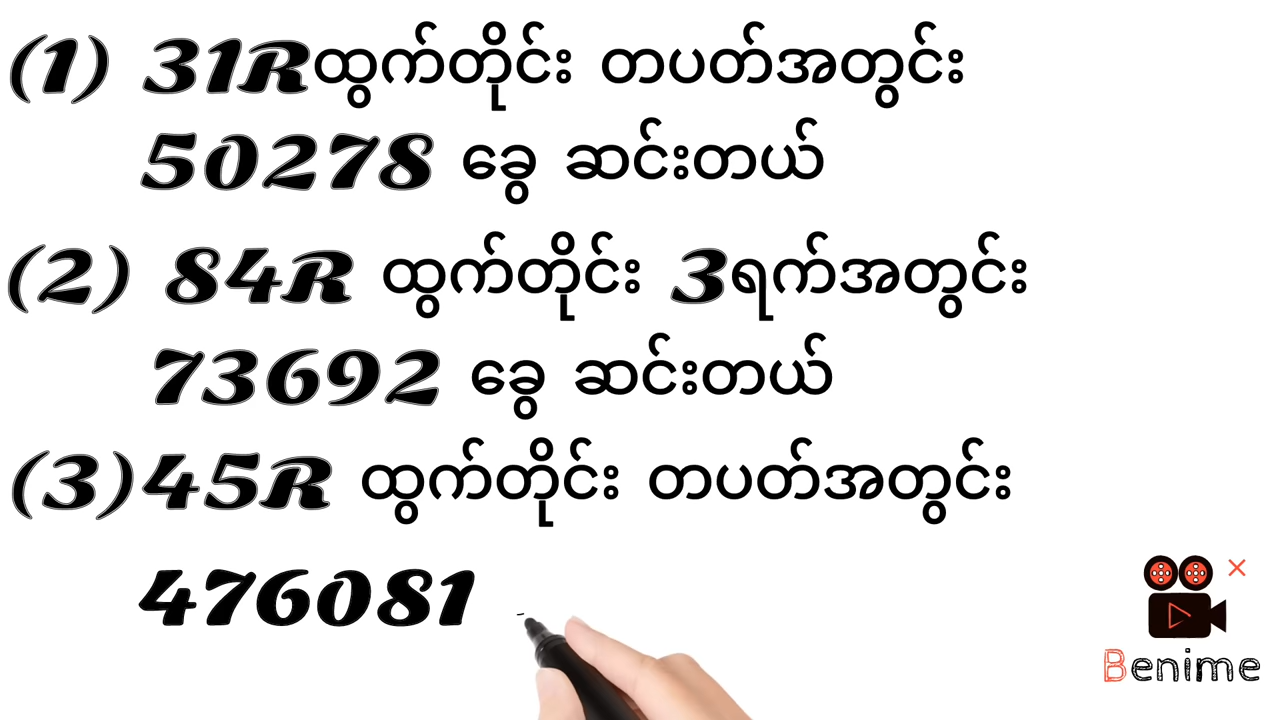 (1) 31Rထွက်တိုင်း တပတ်အတွင်း
50278 ခွေ ဆင်းတယ်
(2) 84R ထွက်တိုင်း 3ရက်အတွင်း
73692 ခွေ ဆင်းတယ်
(3)45R ထွက်တိုင်း တပတ်အတွင်း
476081
Benime